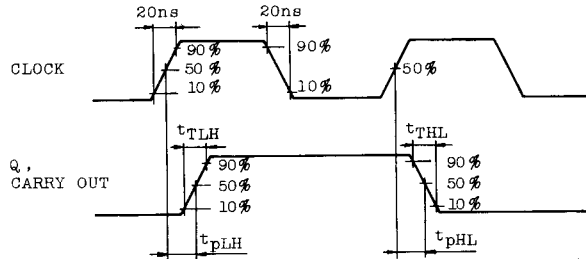 20ns 20ns
90% 90%
CLOCK 50% 50%
10% 10%
tTLH tTHL
Q,
CARRY OUT
90% 90%
50% 50%
10% 10%
tpLH tpHL